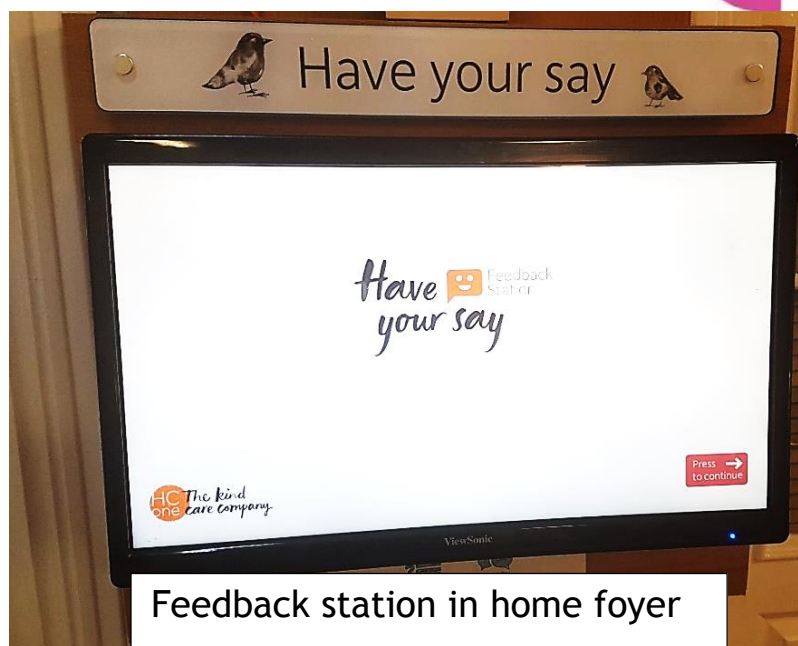 Have your say
Have Feedback
Station
your say
Press
to continue
HC The kind
one care company
ViewSonic
Feedback station in home foyer